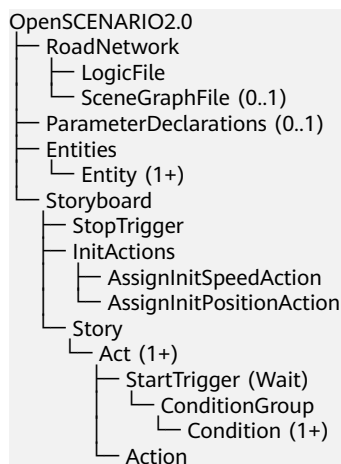 OpenSCENARIO2.0
├─ RoadNetwork
│  ├─ LogicFile
│  └─ SceneGraphFile (0..1)
├─ ParameterDeclarations (0..1)
├─ Entities
│  └─ Entity (1+)
└─ Storyboard
   ├─ StopTrigger
   ├─ InitActions
   │  ├─ AssignInitSpeedAction
   │  └─ AssignInitPositionAction
   └─ Story
      └─ Act (1+)
         ├─ StartTrigger (Wait)
         │  └─ ConditionGroup
         │     └─ Condition (1+)
         └─ Action